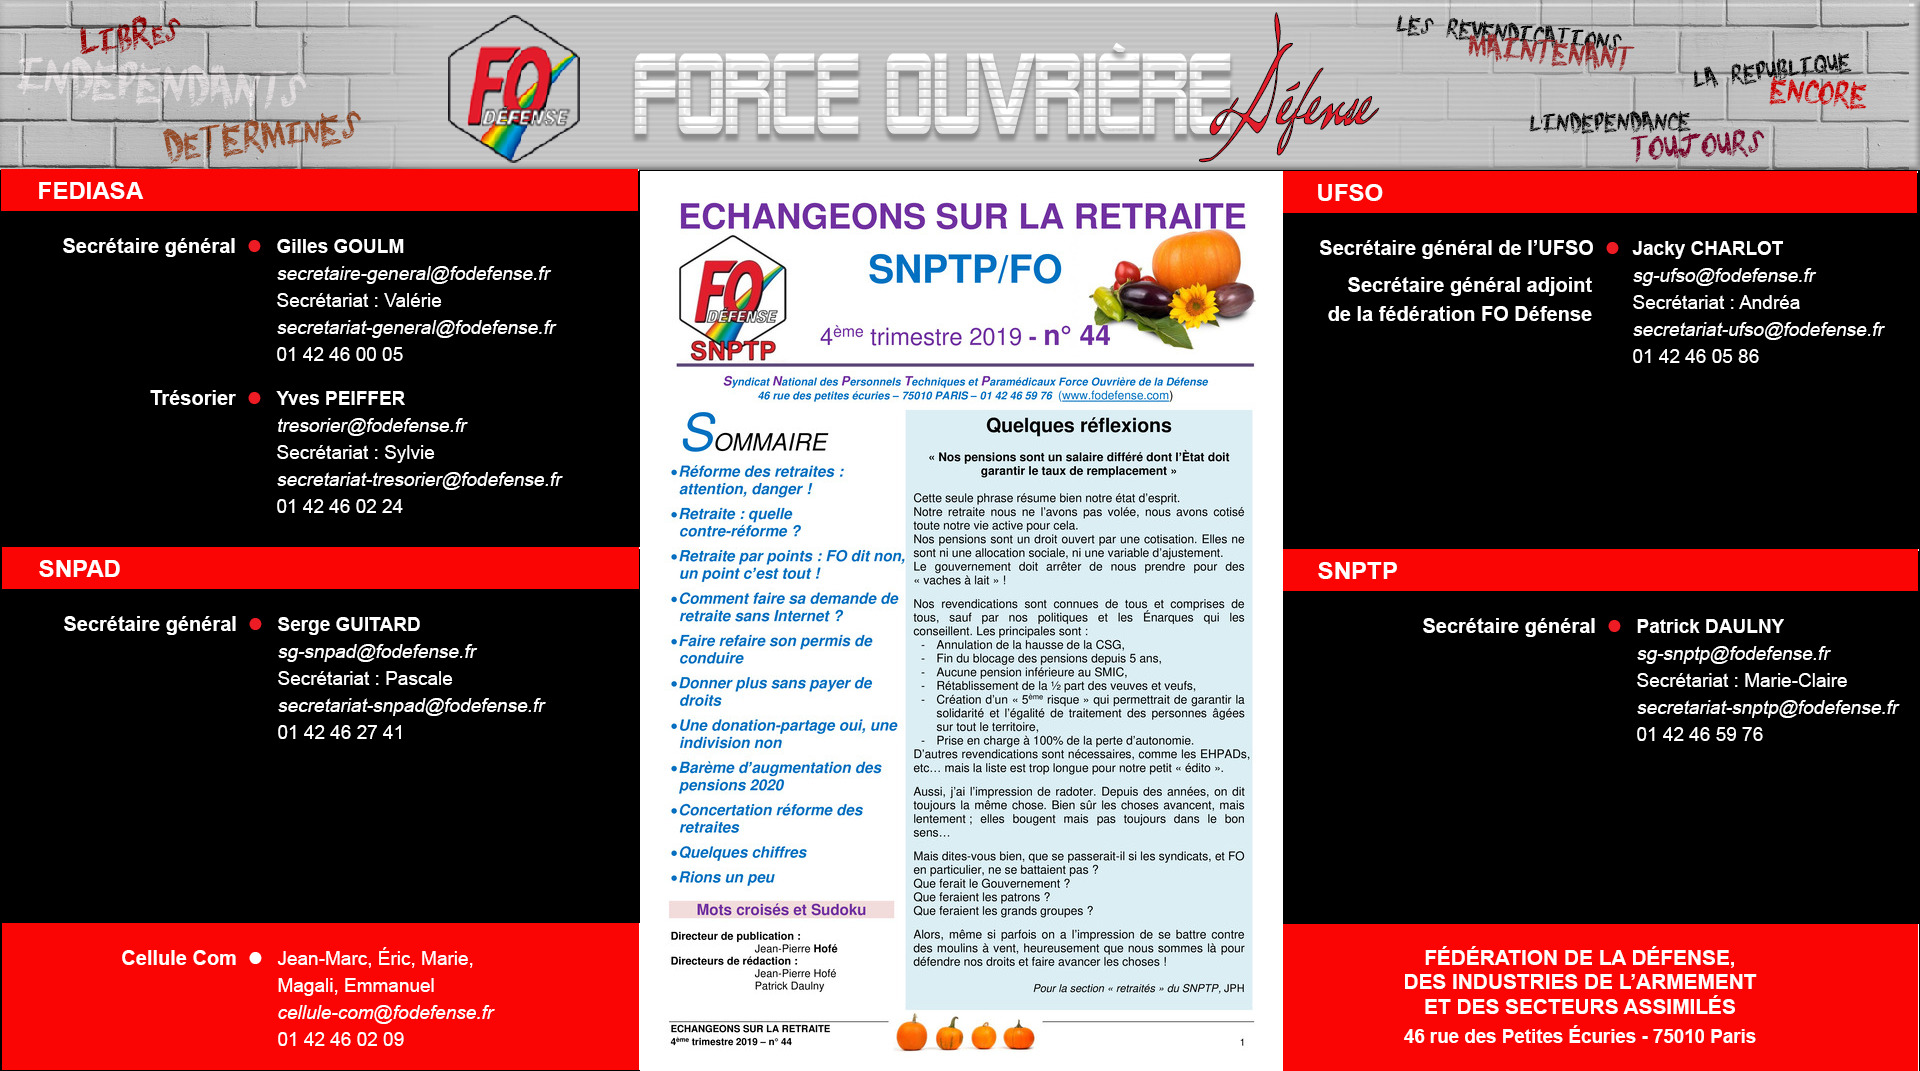 LIBRES
INDEPENDANTS
DETERMINES
FO
DÉFENSE
FORCE OUVRIÈRE
Défense
LES REVENDICATIONS
MAINTENANT
LA REPUBLIQUE
ENCORE
L'INDEPENDANCE
TOUJOURS
FEDIASA
Secrétaire général ● Gilles GOULM
secretaire-general@fodefense.fr
Secrétariat : Valérie
secretariat-general@fodefense.fr
01 42 46 00 05
Trésorier ● Yves PEIFFER
tresorier@fodefense.fr
Secrétariat : Sylvie
secretariat-tresorier@fodefense.fr
01 42 46 02 24
SNPAD
Secrétaire général ● Serge GUITARD
sg-snpad@fodefense.fr
Secrétariat : Pascale
secretariat-snpad@fodefense.fr
01 42 46 27 41
Cellule Com ● Jean-Marc, Éric, Marie,
Magali, Emmanuel
cellule-com@fodefense.fr
01 42 46 02 09
ECHANGEONS SUR LA RETRAITE
FO
DÉFENSE
SNPTP
SNPTP/FO
4ème trimestre 2019 - n° 44
Syndicat National des Personnels Techniques et Paramédicaux Force Ouvrière de la Défense
46 rue des petites écuries – 75010 PARIS – 01 42 46 59 76 (www.fodefense.com)
SOMMAIRE
•Réforme des retraites :
attention, danger !
•Retraite : quelle
contre-réforme ?
•Retraite par points : FO dit non,
un point c'est tout !
•Comment faire sa demande de
retraite sans Internet ?
•Faire refaire son permis de
conduire
•Donner plus sans payer de
droits
•Une donation-partage oui, une
indivision non
•Barème d'augmentation des
pensions 2020
•Concertation réforme des
retraites
•Quelques chiffres
•Rions un peu
Mots croisés et Sudoku
Directeur de publication :
Jean-Pierre Hofé
Directeurs de rédaction :
Jean-Pierre Hofé
Patrick Daulny
Quelques réflexions
« Nos pensions sont un salaire différé dont l'Ètat doit
garantir le taux de remplacement »
Cette seule phrase résume bien notre état d'esprit.
Notre retraite nous ne l'avons pas volée, nous avons cotisé
toute notre vie active pour cela.
Nos pensions sont un droit ouvert par une cotisation. Elles ne
sont ni une allocation sociale, ni une variable d'ajustement.
Le gouvernement doit arrêter de nous prendre pour des
« vaches à lait » !
Nos revendications sont connues de tous et comprises de
tous, sauf par nos politiques et les Énarques qui les
conseillent. Les principales sont :
- Annulation de la hausse de la CSG,
- Fin du blocage des pensions depuis 5 ans,
- Aucune pension inférieure au SMIC,
- Rétablissement de la ½ part des veuves et veufs,
- Création d'un « 5ème risque » qui permettrait de garantir la
solidarité et l'égalité de traitement des personnes âgées
sur tout le territoire,
- Prise en charge à 100% de la perte d'autonomie.
D'autres revendications sont nécessaires, comme les EHPADs,
etc… mais la liste est trop longue pour notre petit « édito ».
Aussi, j'ai l'impression de radoter. Depuis des années, on dit
toujours la même chose. Bien sûr les choses avancent, mais
lentement ; elles bougent mais pas toujours dans le bon
sens…
Mais dites-vous bien, que se passerait-il si les syndicats, et FO
en particulier, ne se battaient pas ?
Que ferait le Gouvernement ?
Que feraient les patrons ?
Que feraient les grands groupes ?
Alors, même si parfois on a l'impression de se battre contre
des moulins à vent, heureusement que nous sommes là pour
défendre nos droits et faire avancer les choses !
Pour la section « retraités » du SNPTP, JPH
ECHANGEONS SUR LA RETRAITE
4ème trimestre 2019 – n° 44
1
UFSO
Secrétaire général de l'UFSO ● Jacky CHARLOT
Secrétaire général adjoint
de la fédération FO Défense
sg-ufso@fodefense.fr
Secrétariat : Andréa
secretariat-ufso@fodefense.fr
01 42 46 05 86
SNPTP
Secrétaire général ● Patrick DAULNY
sg-snptp@fodefense.fr
Secrétariat : Marie-Claire
secretariat-snptp@fodefense.fr
01 42 46 59 76
FÉDÉRATION DE LA DÉFENSE,
DES INDUSTRIES DE L'ARMEMENT
ET DES SECTEURS ASSIMILÉS
46 rue des Petites Écuries - 75010 Paris